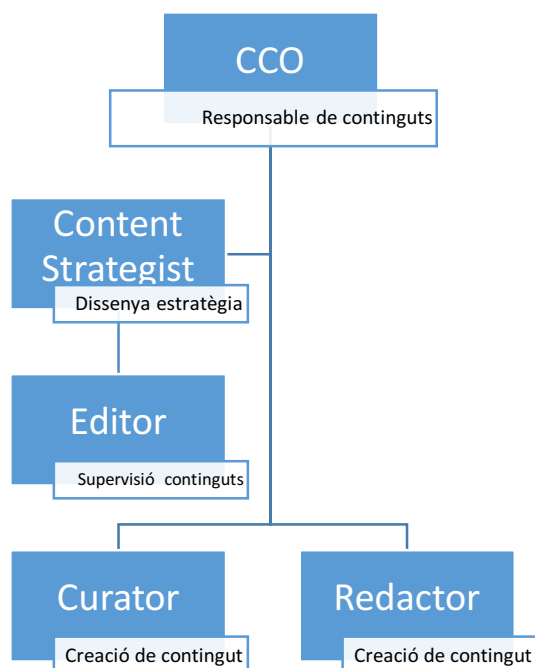 CCO
Responsable de continguts
Content
Strategist
Dissenya estratègia
Editor
Supervisió continguts
Curator
Redactor
Creació de contingut
Creació de contingut